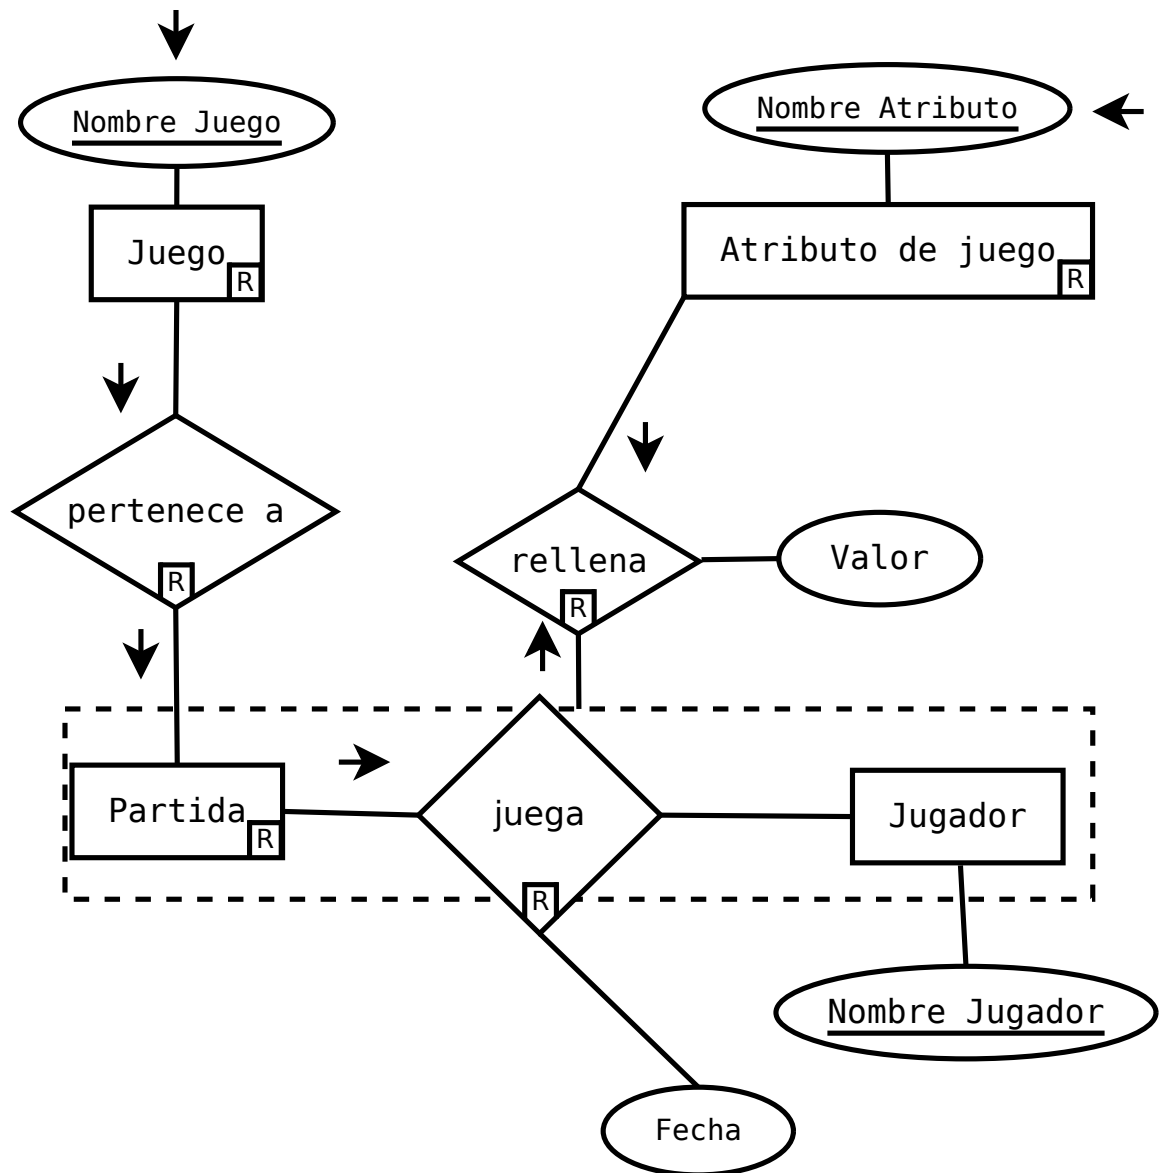 Nombre Juego
Nombre Atributo
Juego
R
Atributo de juego
R
pertenece a
R
rellena
R
Valor
Partida
R
juega
R
Jugador
Nombre Jugador
Fecha